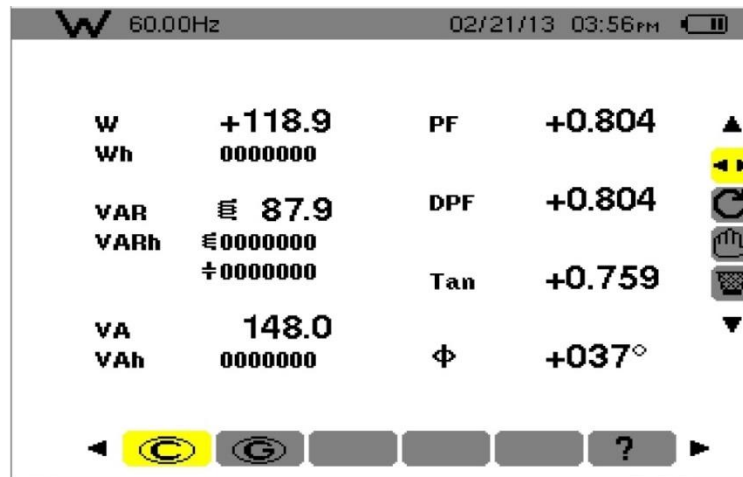 W 60.00Hz 02/21/13 03:56PM
W +118.9 PF +0.804
Wh 0000000
VAR 87.9 DPF +0.804
VARh 0000000
0000000 Tan +0.759
VA 148.0
VAh 0000000 Φ +037°
C G ?